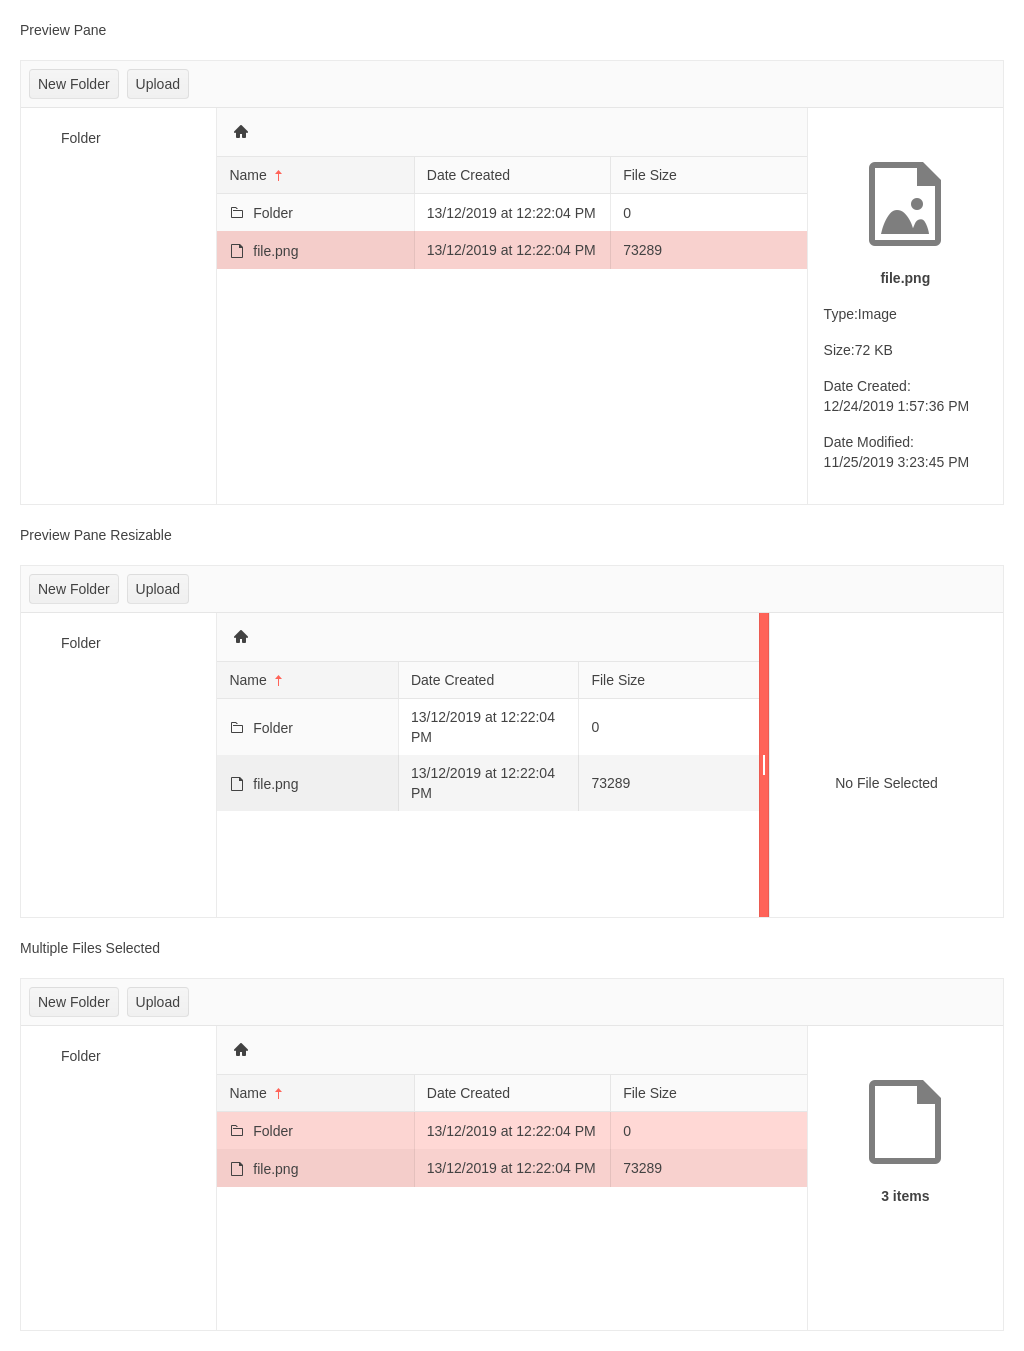 Preview Pane
New Folder Upload
Folder
Name Date Created File Size
Folder 13/12/2019 at 12:22:04 PM 0
file.png 13/12/2019 at 12:22:04 PM 73289
file.png
Type:Image
Size:72 KB
Date Created:
12/24/2019 1:57:36 PM
Date Modified:
11/25/2019 3:23:45 PM
Preview Pane Resizable
New Folder Upload
Folder
Name Date Created File Size
Folder 13/12/2019 at 12:22:04 PM 0
file.png 13/12/2019 at 12:22:04 PM 73289
No File Selected
Multiple Files Selected
New Folder Upload
Folder
Name Date Created File Size
Folder 13/12/2019 at 12:22:04 PM 0
file.png 13/12/2019 at 12:22:04 PM 73289
3 items